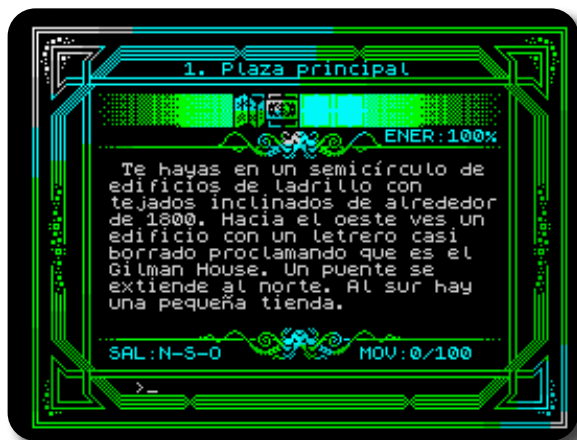 1. Plaza principal
ENER:100%
Te hayas en un semicírculo de
edificios de ladrillo con
tejados inclinados de alrededor
de 1800. Hacia el oeste ves un
edificio con un letrero casi
borrado proclamando que es el
Gilman House. Un puente se
extiende al norte. Al sur hay
una pequeña tienda.
SAL:N-S-O
MOV:0/100
>_